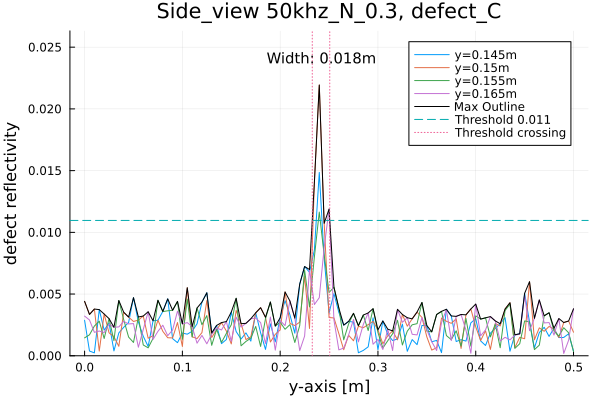 Side_view 50khz_N_0.3, defect_C
Width: 0.018m
y=0.145m
y=0.15m
y=0.155m
y=0.165m
Max Outline
Threshold 0.011
Threshold crossing
defect reflectivity
0.025
0.020
0.015
0.010
0.005
0.000
0.0 0.1 0.2 0.3 0.4 0.5
y-axis [m]